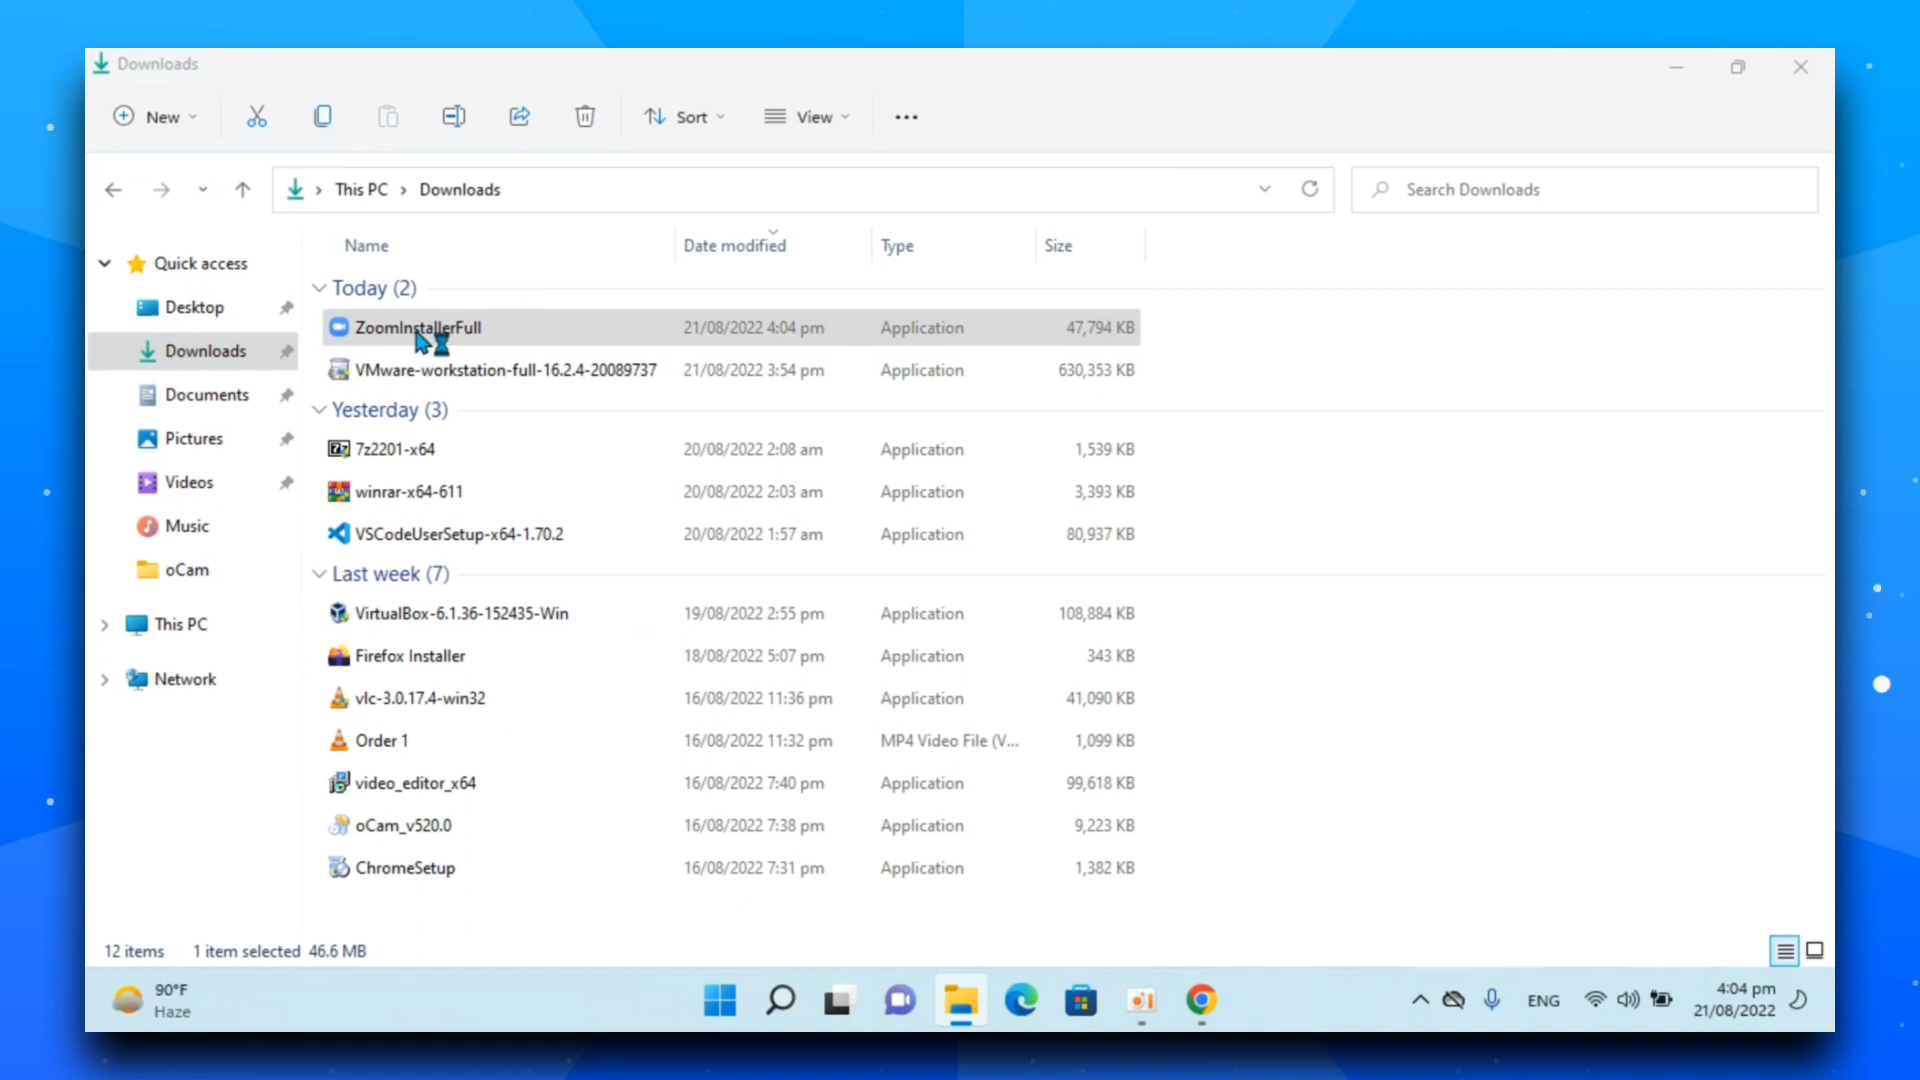 Downloads
New
Sort
View
This PC
Downloads
Search Downloads
Name
Date modified
Type
Size
Quick access
Desktop
Downloads
Documents
Pictures
Videos
Music
oCam
This PC
Network
Today (2)
ZoomInstallerFull 21/08/2022 4:04 pm Application 47,794 KB
VMware-workstation-full-16.2.4-20089737 21/08/2022 3:54 pm Application 630,353 KB
Yesterday (3)
7z2201-x64 20/08/2022 2:08 am Application 1,539 KB
winrar-x64-611 20/08/2022 2:03 am Application 3,393 KB
VSCodeUserSetup-x64-1.70.2 20/08/2022 1:57 am Application 80,937 KB
Last week (7)
VirtualBox-6.1.36-152435-Win 19/08/2022 2:55 pm Application 108,884 KB
Firefox Installer 18/08/2022 5:07 pm Application 343 KB
vlc-3.0.17.4-win32 16/08/2022 11:36 pm Application 41,090 KB
Order 1 16/08/2022 11:32 pm MP4 Video File (V... 1,099 KB
video_editor_x64 16/08/2022 7:40 pm Application 99,618 KB
oCam_v520.0 16/08/2022 7:38 pm Application 9,223 KB
ChromeSetup 16/08/2022 7:31 pm Application 1,382 KB
12 items 1 item selected 46.6 MB
90°F
Haze
ENG
4:04 pm
21/08/2022